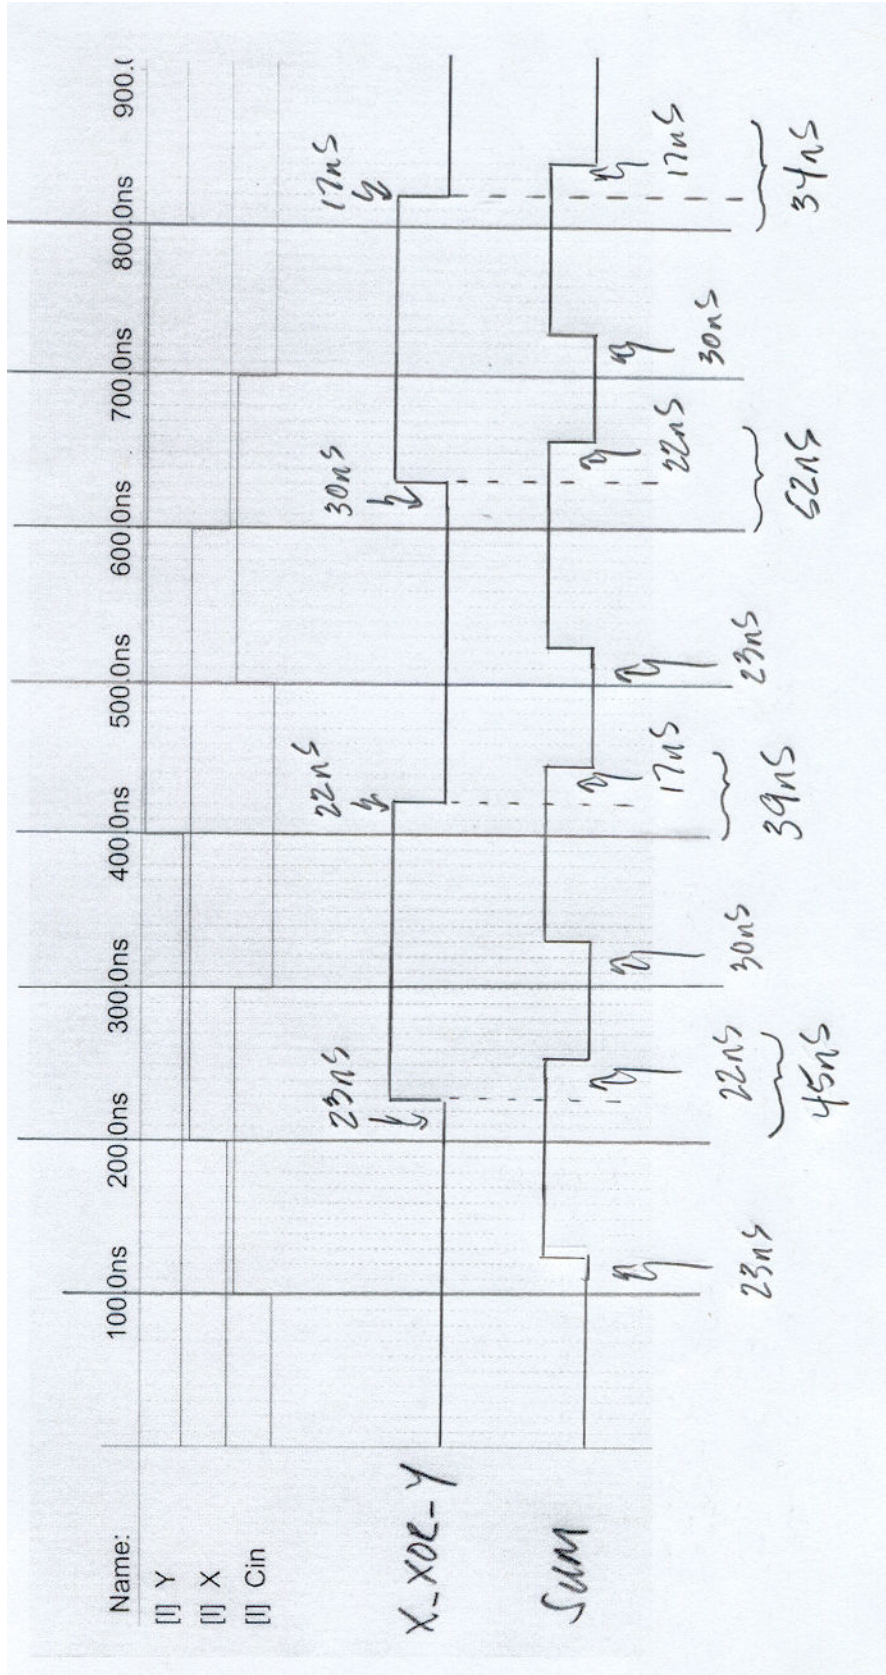 Name: 100.0ns 200.0ns 300.0ns 400.0ns 500.0ns 600.0ns 700.0ns 800.0ns 900.(
[I] Y
[I] X
[I] Cin
23nS 22nS 30nS 17nS
X_XOR_Y
SUM
23nS 22nS 30nS 17nS 23nS 22nS 30nS 17nS
45nS 39nS 52nS 34nS